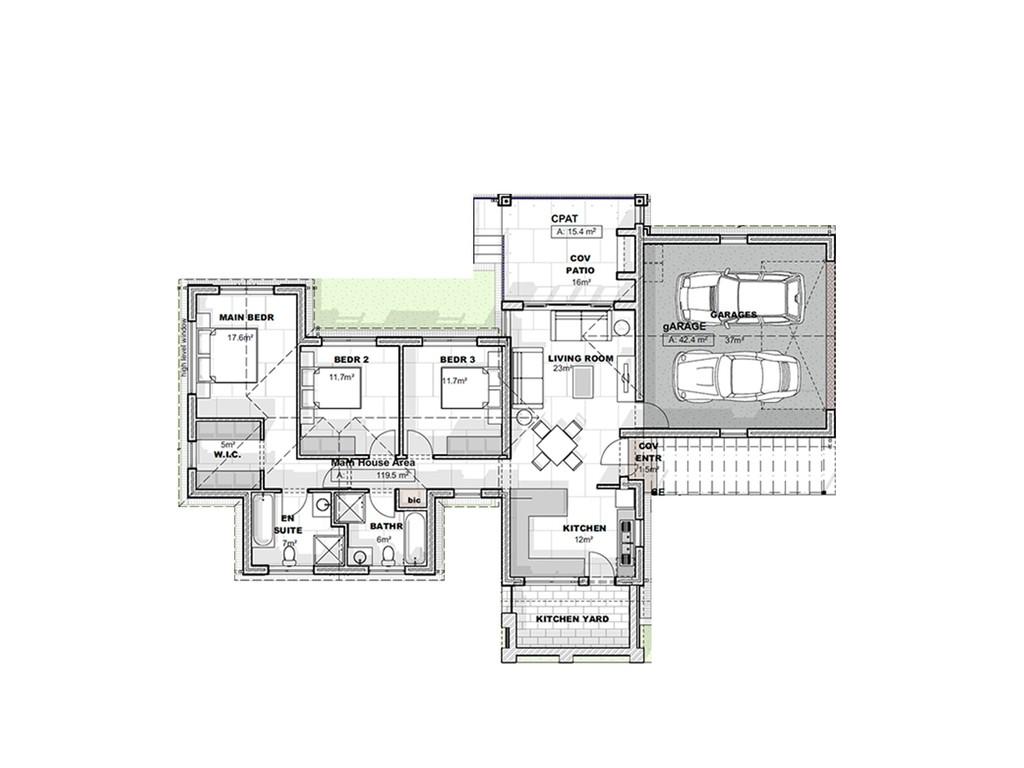 CPAT
A: 15.4 m²
COV
PATIO
16m²
MAIN BEDR
17.6m²
high level window
BEDR 2
11.7m²
BEDR 3
11.7m²
LIVING ROOM
23m²
GARAGES
gARAGE
A: 42.4 m²
37m²
5m²
W.I.C.
Main House Area
A: 119.5 m²
COV
ENTR
1.5m²
bic
EN
SUITE
7m²
BATHR
6m²
KITCHEN
12m²
KITCHEN YARD